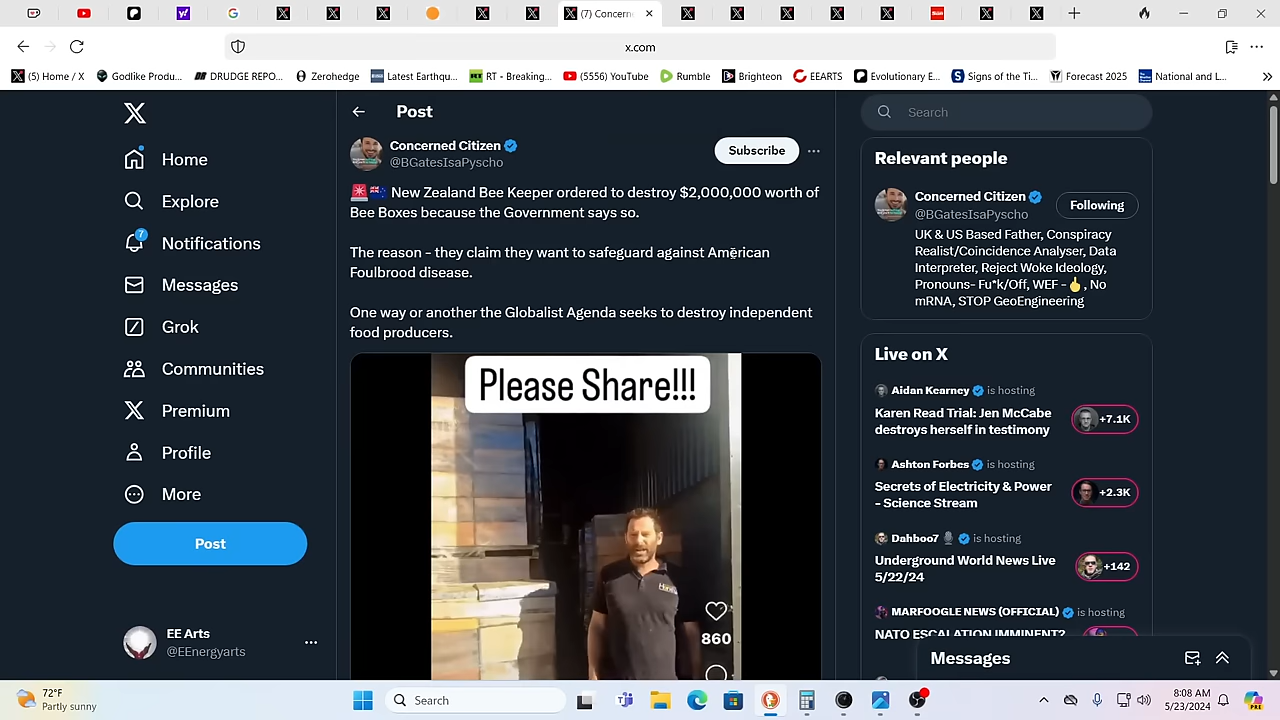 (7) Concern
x.com
(5) Home / X
Godlike Produ...
DRUDGE REPO...
Zerohedge
Latest Earthqu...
RT - Breaking...
(5556) YouTube
Rumble
Brighteon
EEARTS
Evolutionary E...
Signs of the Ti...
Forecast 2025
National and L...
Home
Explore
7
Notifications
Messages
Grok
Communities
Premium
Profile
More
Post
EE Arts
@EEnergyarts
Post
Concerned Citizen
@BGatesIsaPyscho
Subscribe
New Zealand Bee Keeper ordered to destroy $2,000,000 worth of
Bee Boxes because the Government says so.
The reason - they claim they want to safeguard against American
Foulbrood disease.
One way or another the Globalist Agenda seeks to destroy independent
food producers.
Please Share!!!
860
Search
Relevant people
Concerned Citizen
@BGatesIsaPyscho
Following
UK & US Based Father, Conspiracy
Realist/Coincidence Analyser, Data
Interpreter, Reject Woke Ideology,
Pronouns- Fu*k/Off, WEF -🖕, No
mRNA, STOP GeoEngineering
Live on X
Aidan Kearney is hosting
Karen Read Trial: Jen McCabe
destroys herself in testimony
+7.1K
Ashton Forbes is hosting
Secrets of Electricity & Power
- Science Stream
+2.3K
Dahboo7 is hosting
Underground World News Live
5/22/24
+142
MARFOOGLE NEWS (OFFICIAL) is hosting
NATO ESCALATION IMMINENT?
Messages
72°F
Partly sunny
Search
8:08 AM
5/23/2024